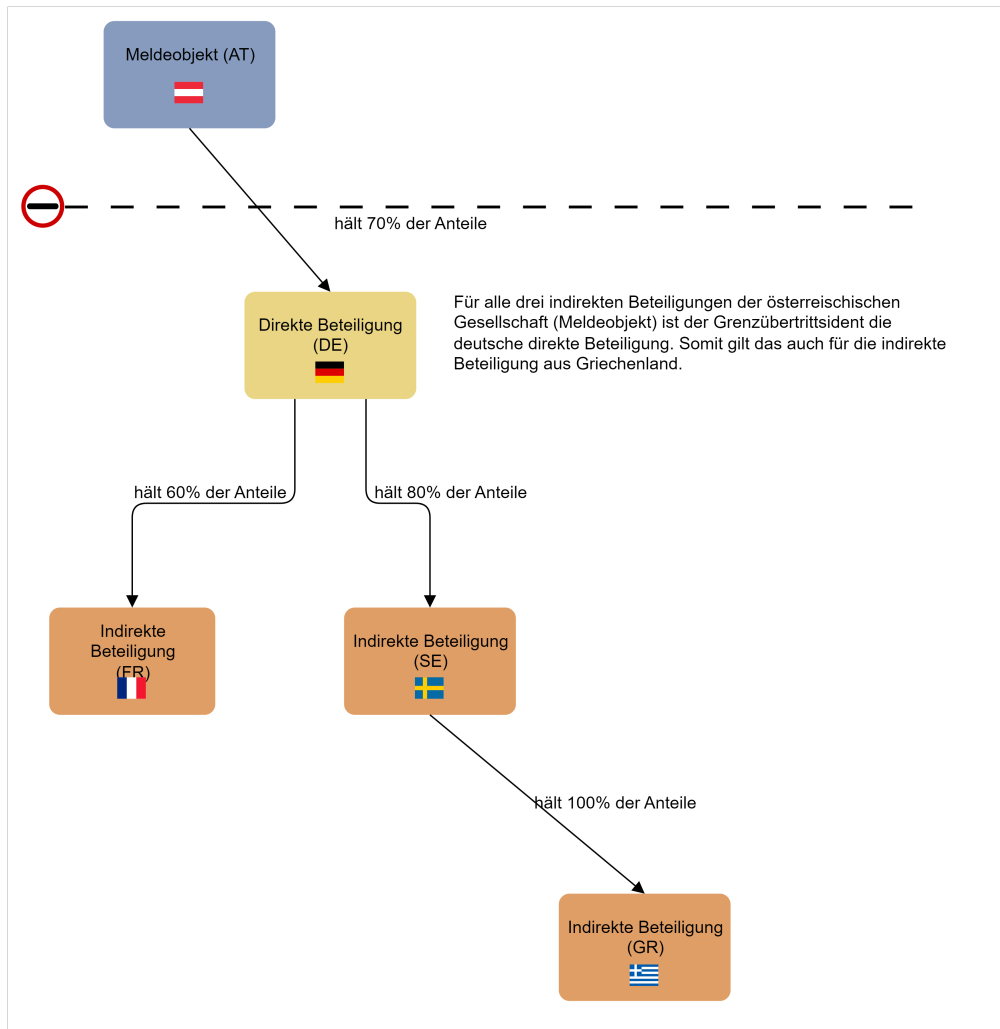 Meldeobjekt (AT)
hält 70% der Anteile
Direkte Beteiligung
(DE)
Für alle drei indirekten Beteiligungen der österreischischen
Gesellschaft (Meldeobjekt) ist der Grenzübertrittsident die
deutsche direkte Beteiligung. Somit gilt das auch für die indirekte
Beteiligung aus Griechenland.
hält 60% der Anteile
hält 80% der Anteile
Indirekte
Beteiligung
(FR)
Indirekte Beteiligung
(SE)
hält 100% der Anteile
Indirekte Beteiligung
(GR)